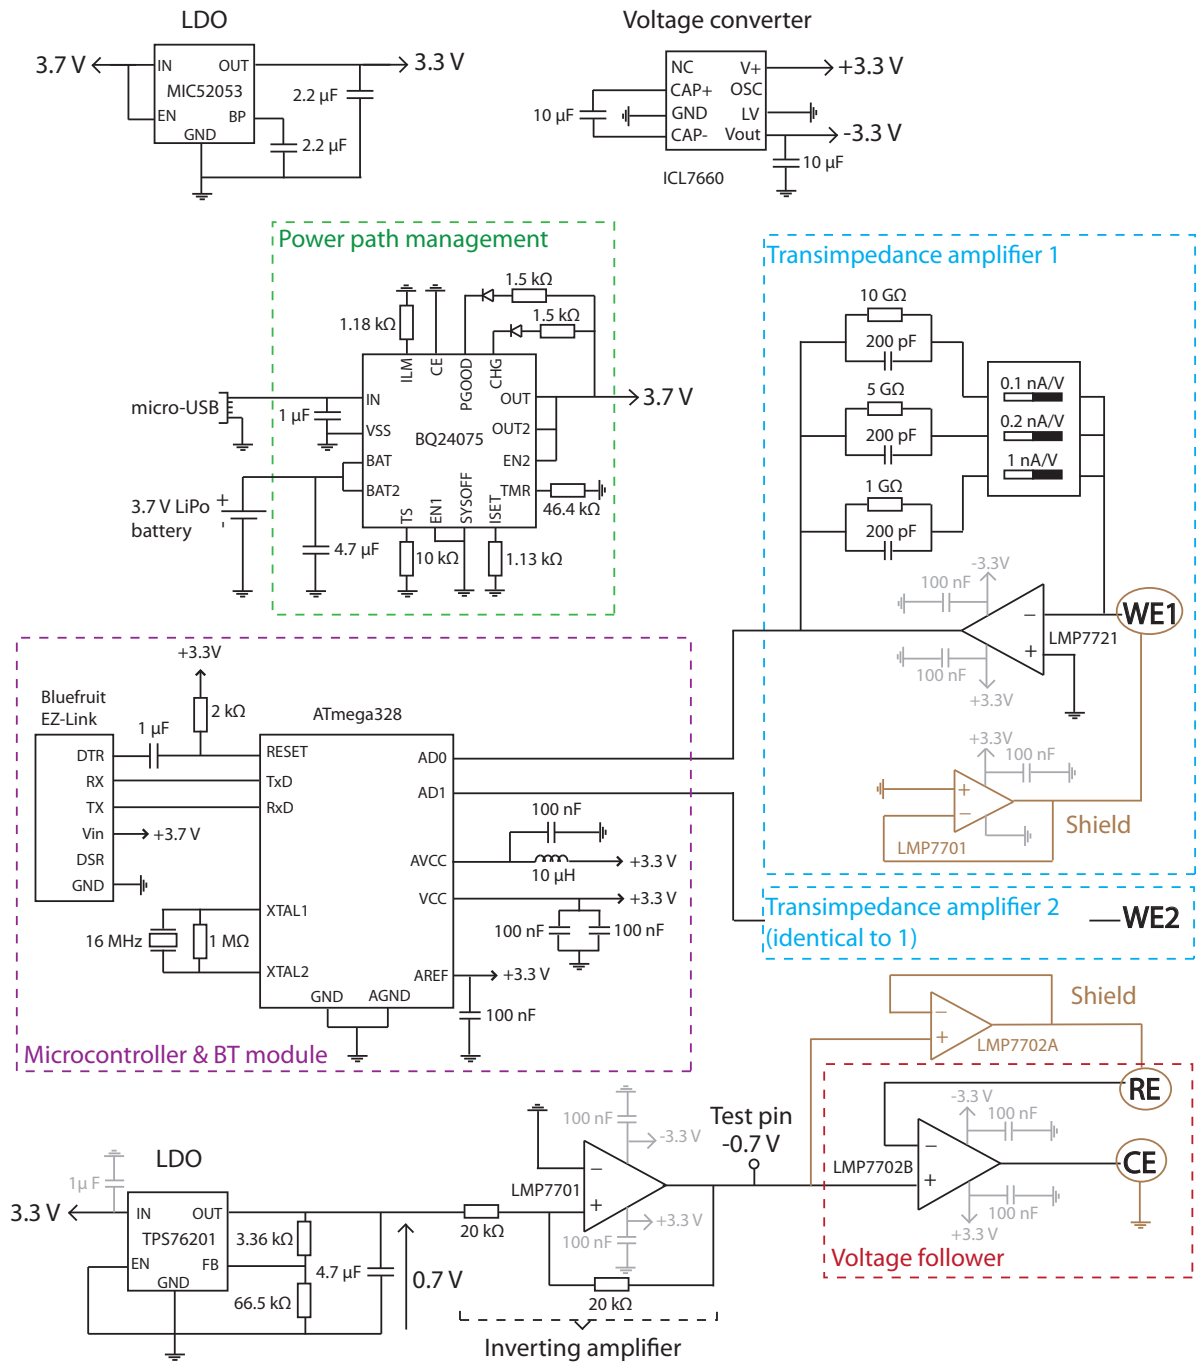 LDO
3.7 V
IN
OUT
3.3 V
MIC52053
EN
BP
GND
2.2 µF
2.2 µF
Voltage converter
NC
V+
+3.3 V
CAP+
OSC
GND
LV
CAP-
Vout
-3.3 V
10 µF
10 µF
ICL7660
Power path management
1.5 kΩ
1.5 kΩ
1.18 kΩ
ILM
CE
PGOOD
CHG
micro-USB
1 µF
IN
OUT
3.7 V
VSS
BQ24075
OUT2
BAT
EN2
BAT2
TMR
46.4 kΩ
3.7 V LiPo
battery
+
-
TS
EN1
SYSOFF
ISET
4.7 µF
10 kΩ
1.13 kΩ
Transimpedance amplifier 1
10 GΩ
200 pF
5 GΩ
200 pF
1 GΩ
200 pF
0.1 nA/V
0.2 nA/V
1 nA/V
-3.3V
100 nF
−
+
LMP7721
WE1
100 nF
+3.3V
+3.3V
100 nF
+
−
LMP7701
Shield
Transimpedance amplifier 2
(identical to 1)
WE2
+3.3V
Bluefruit
EZ-Link
1 µF
2 kΩ
ATmega328
DTR
RESET
AD0
RX
TxD
AD1
TX
RxD
Vin
+3.7 V
DSR
GND
100 nF
AVCC
10 µH
+3.3 V
VCC
+3.3 V
100 nF
100 nF
XTAL1
16 MHz
1 MΩ
XTAL2
AREF
+3.3 V
GND
AGND
100 nF
Microcontroller & BT module
Shield
−
+
LMP7702A
RE
-3.3 V
100 nF
−
+
LMP7702B
CE
100 nF
+3.3 V
Voltage follower
LDO
1µ F
3.3 V
IN
OUT
TPS76201
EN
FB
GND
3.36 kΩ
66.5 kΩ
4.7 µF
0.7 V
20 kΩ
100 nF
-3.3 V
−
+
LMP7701
+3.3 V
100 nF
20 kΩ
Test pin
-0.7 V
Inverting amplifier